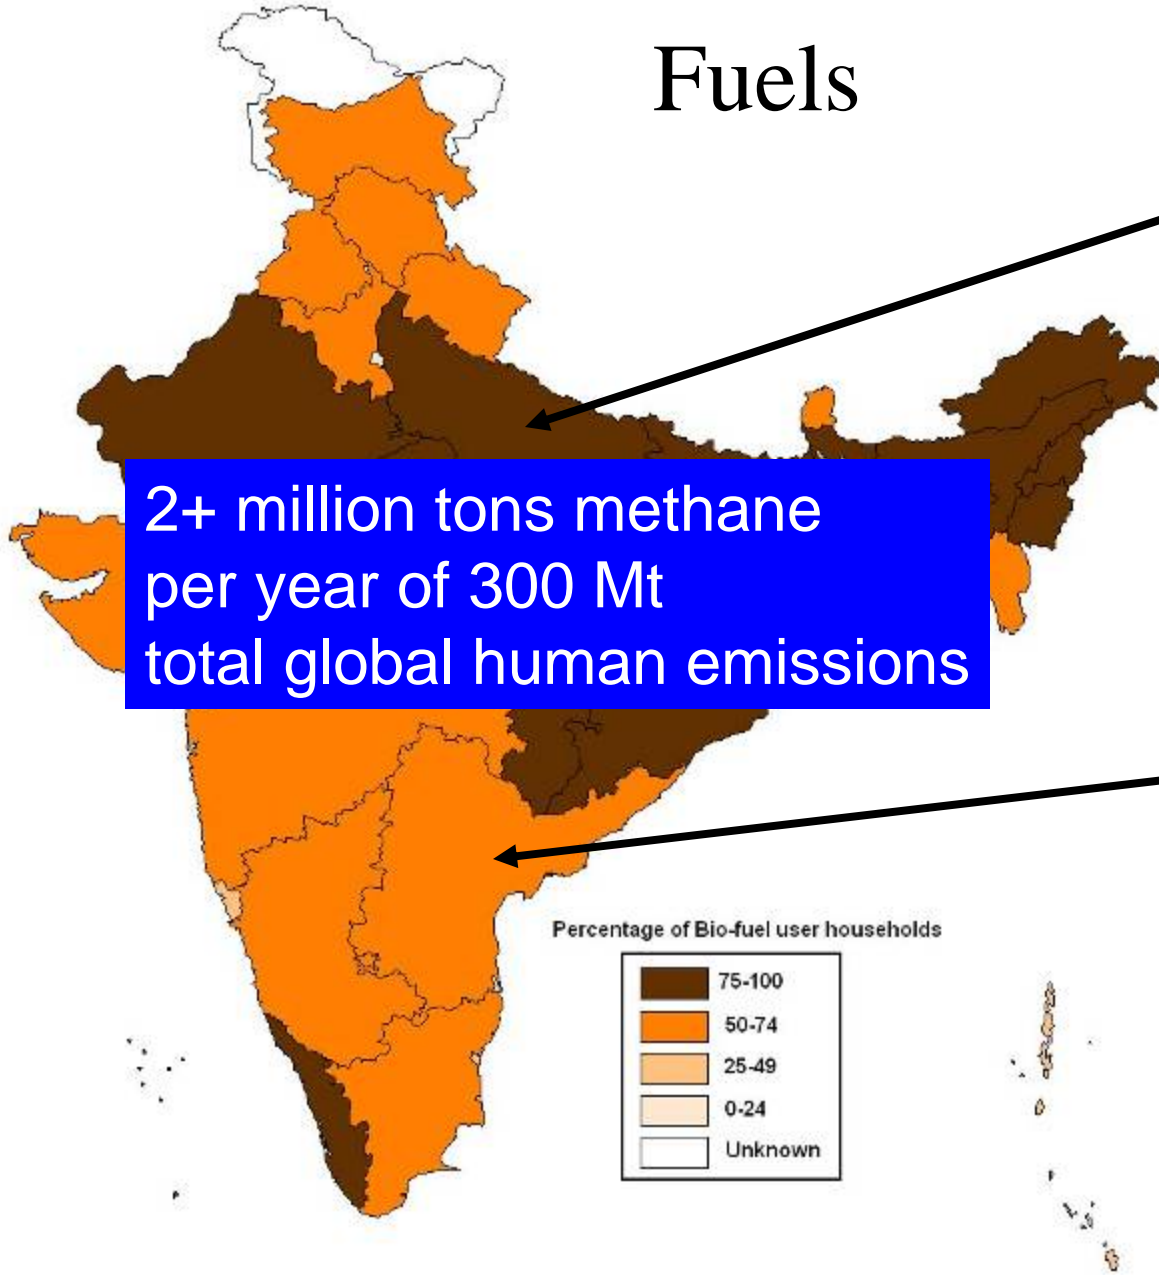 Fuels
2+ million tons methane
per year of 300 Mt
total global human emissions
Percentage of Bio-fuel user households
75-100
50-74
25-49
0-24
Unknown